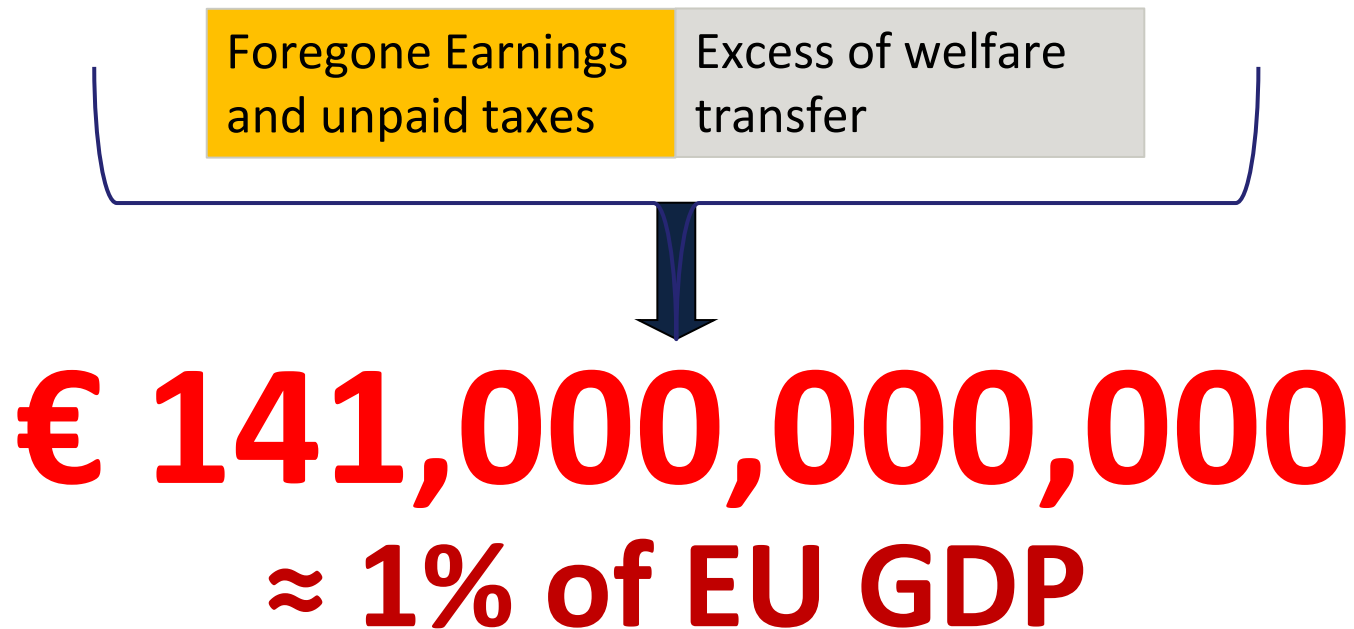 Foregone Earnings
and unpaid taxes
Excess of welfare
transfer
€ 141,000,000,000
≈ 1% of EU GDP